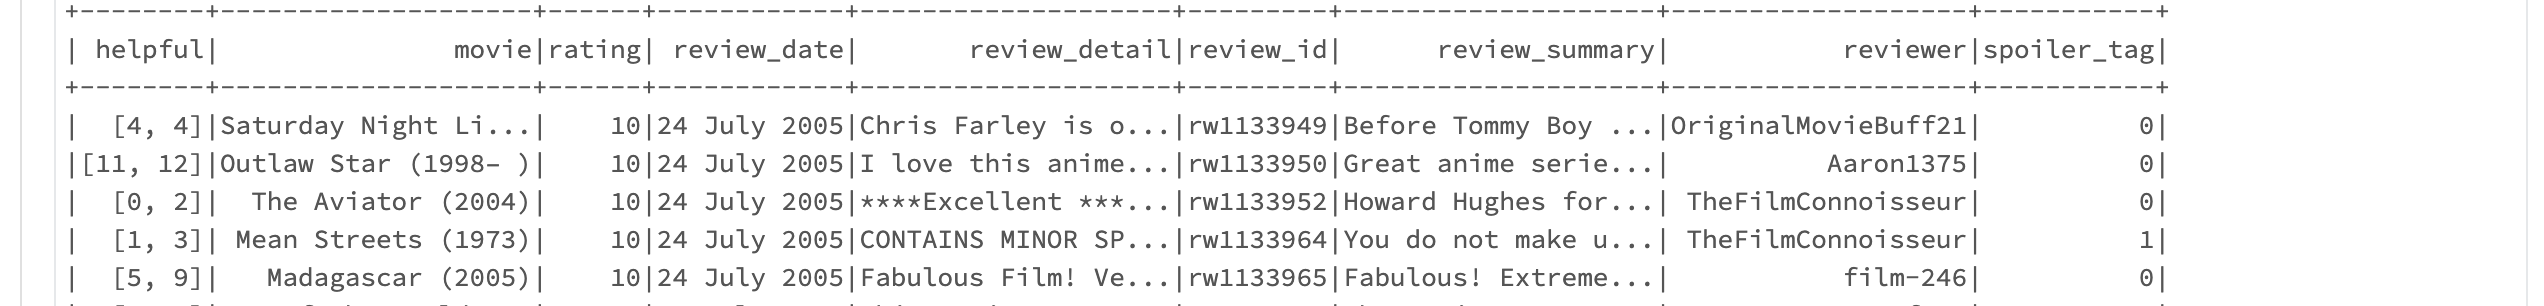 +--------+--------------------+------+------------+--------------------+---------+--------------------+-------------------+-----------+
| helpful|               movie|rating| review_date|       review_detail|review_id|      review_summary|           reviewer|spoiler_tag|
+--------+--------------------+------+------------+--------------------+---------+--------------------+-------------------+-----------+
|  [4, 4]|Saturday Night Li...|    10|24 July 2005|Chris Farley is o...|rw1133949|Before Tommy Boy ...|OriginalMovieBuff21|          0|
|[11, 12]|Outlaw Star (1998– )|    10|24 July 2005|I love this anime...|rw1133950|Great anime serie...|          Aaron1375|          0|
|  [0, 2]|  The Aviator (2004)|    10|24 July 2005|****Excellent ***...|rw1133952|Howard Hughes for...| TheFilmConnoisseur|          0|
|  [1, 3]| Mean Streets (1973)|    10|24 July 2005|CONTAINS MINOR SP...|rw1133964|You do not make u...| TheFilmConnoisseur|          1|
|  [5, 9]|   Madagascar (2005)|    10|24 July 2005|Fabulous Film! Ve...|rw1133965|Fabulous! Extreme...|           film-246|          0|